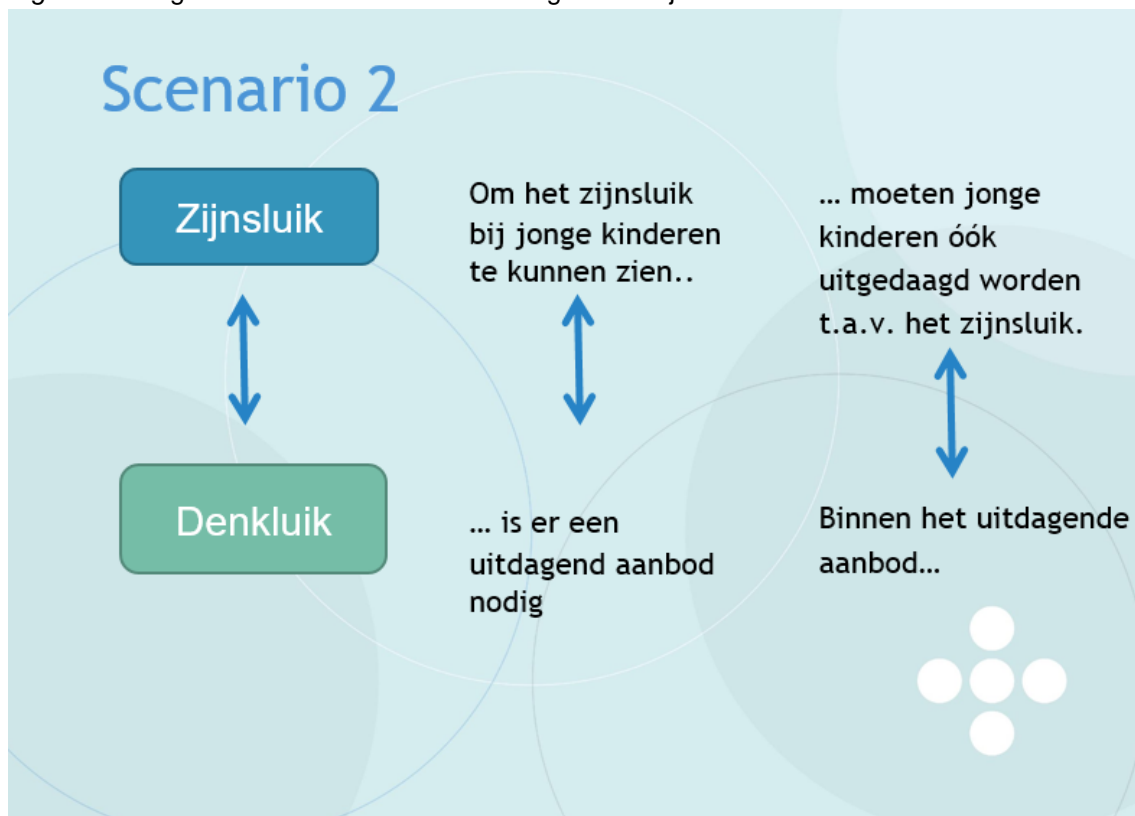 Scenario 2
Zijnsluik
Om het zijnsluik
bij jonge kinderen
te kunnen zien..
… moeten jonge
kinderen óók
uitgedaagd worden
t.a.v. het zijnsluik.
Denkluik
… is er een
uitdagend aanbod
nodig
Binnen het uitdagende
aanbod…